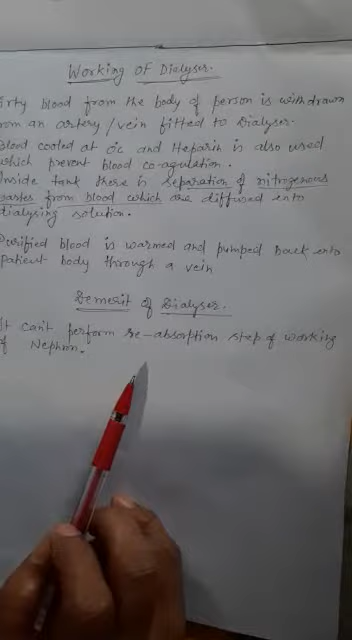 Working of Dialyser.
irty blood from the body of person is withdrawn
rom an artery/vein fitted to Dialyser.
Blood cooled at 0°c and Heparin is also used
which prevent blood co-agulation.
Inside tank there is separation of nitrogenous
wastes from blood which are diffused into
dialysing solution.
Purified blood is warmed and pumped back into
patient body through a vein
Demerit of Dialyser.
It can't perform re-absorption step of working
of Nephron.